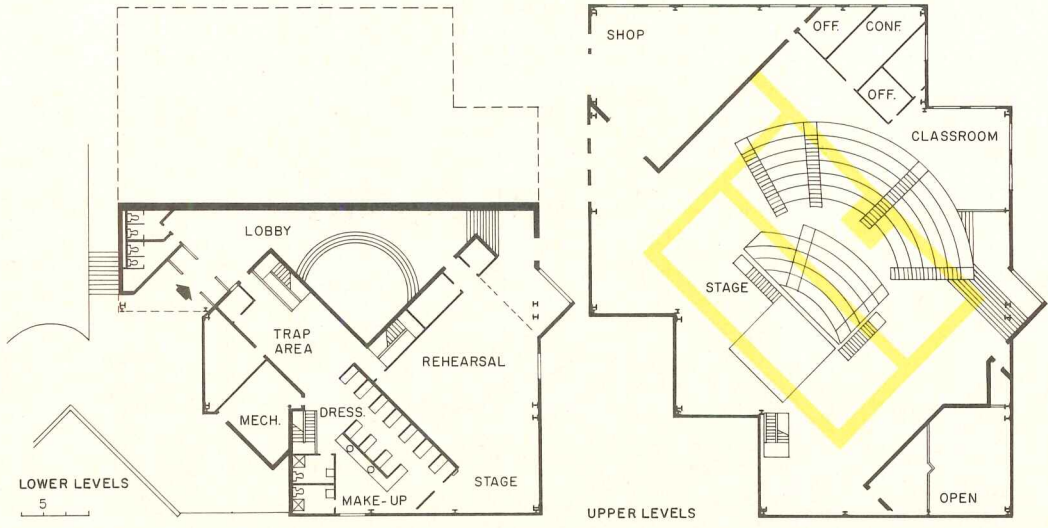 LOBBY
TRAP
AREA
REHEARSAL
MECH.
DRESS.
STAGE
MAKE-UP
LOWER LEVELS
5
SHOP
OFF.
CONF.
OFF.
CLASSROOM
STAGE
OPEN
UPPER LEVELS